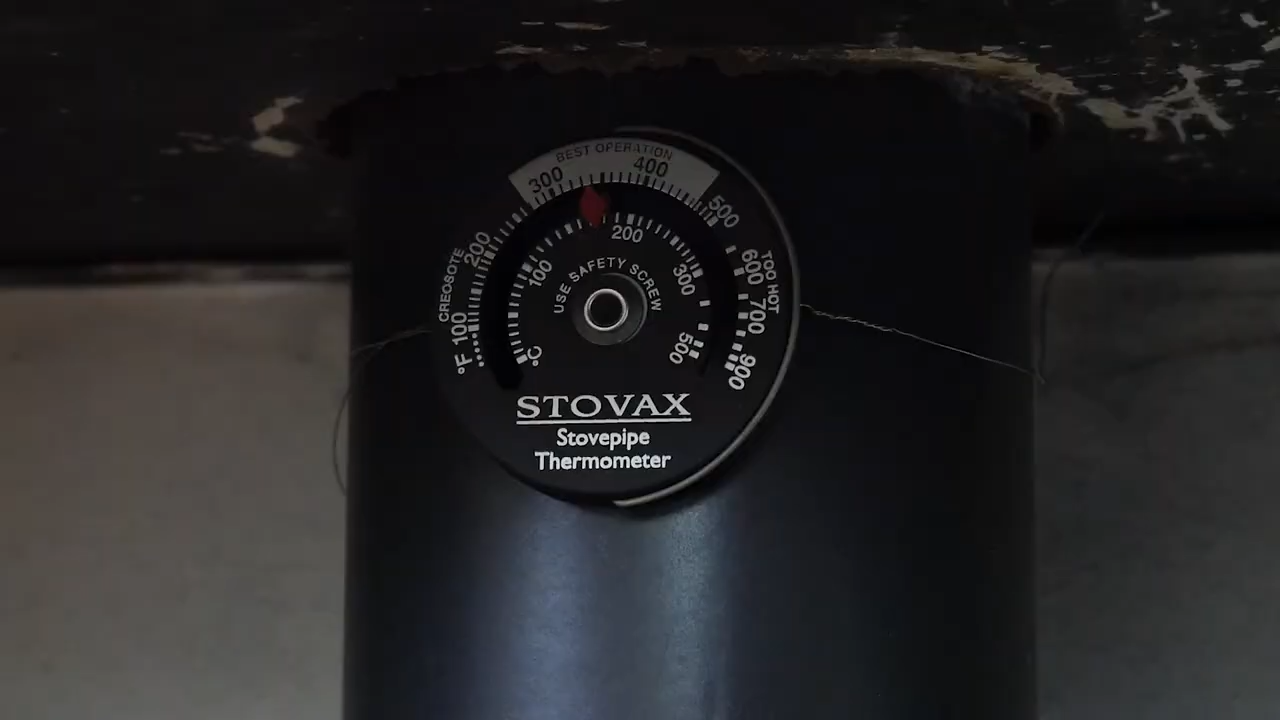 BEST OPERATION
300 400
500
200
600
700
900
CREOSOTE
100
°F
TOO HOT
100
200
300
500
°C
USE SAFETY SCREW
STOVAX
Stovepipe
Thermometer